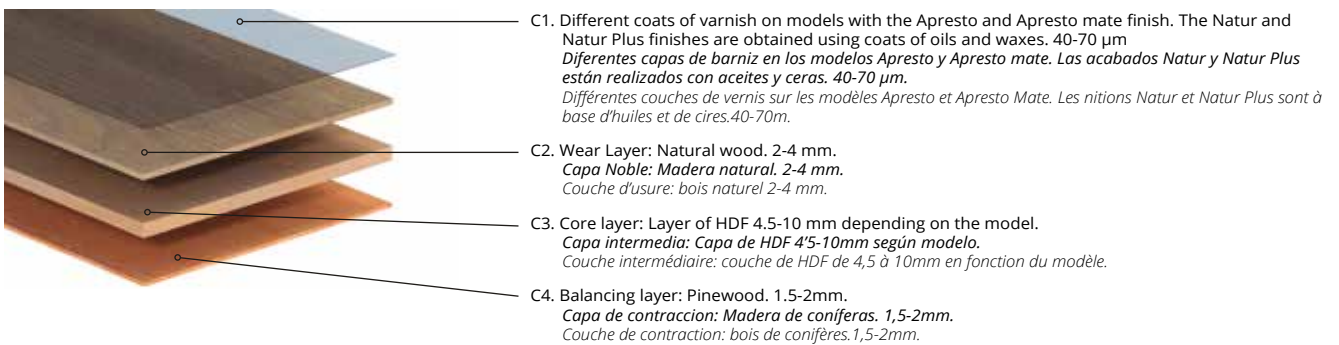 C1. Different coats of varnish on models with the Apresto and Apresto mate finish. The Natur and
Natur Plus finishes are obtained using coats of oils and waxes. 40-70 µm
Diferentes capas de barniz en los modelos Apresto y Apresto mate. Las acabados Natur y Natur Plus
están realizados con aceites y ceras. 40-70 µm.
Différentes couches de vernis sur les modèles Apresto et Apresto Mate. Les nitions Natur et Natur Plus sont à
base d’huiles et de cires.40-70m.
C2. Wear Layer: Natural wood. 2-4 mm.
Capa Noble: Madera natural. 2-4 mm.
Couche d’usure: bois naturel 2-4 mm.
C3. Core layer: Layer of HDF 4.5-10 mm depending on the model.
Capa intermedia: Capa de HDF 4’5-10mm según modelo.
Couche intermédiaire: couche de HDF de 4,5 à 10mm en fonction du modèle.
C4. Balancing layer: Pinewood. 1.5-2mm.
Capa de contraccion: Madera de coníferas. 1,5-2mm.
Couche de contraction: bois de conifères.1,5-2mm.